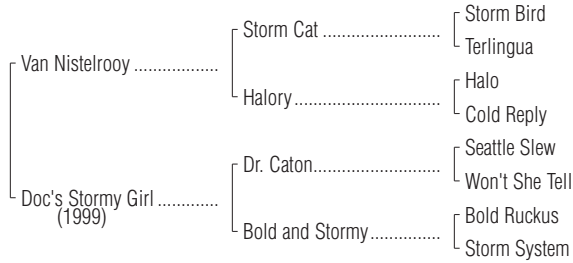 Storm Bird
Storm Cat ..........................
Terlingua
Van Nistelrooy ..................
Halo
Halory .................................
Cold Reply
Seattle Slew
Dr. Caton............................
Won't She Tell
Doc's Stormy Girl .............
(1999)
Bold Ruckus
Bold and Stormy................
Storm System